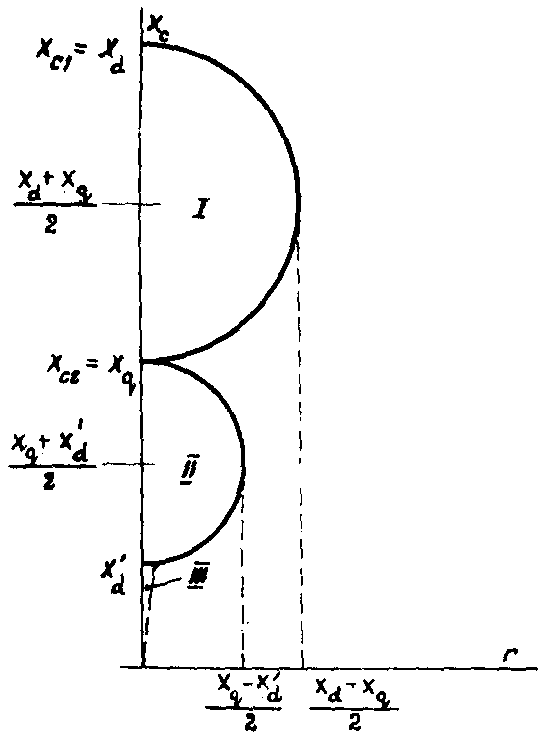 x_c
x_c1 = x_d
(x_d + x_q)/2
I
x_c2 = x_q
(x_q + x'_d)/2
II
x'_d
III
r
(x_q - x'_d)/2 (x_d - x_q)/2